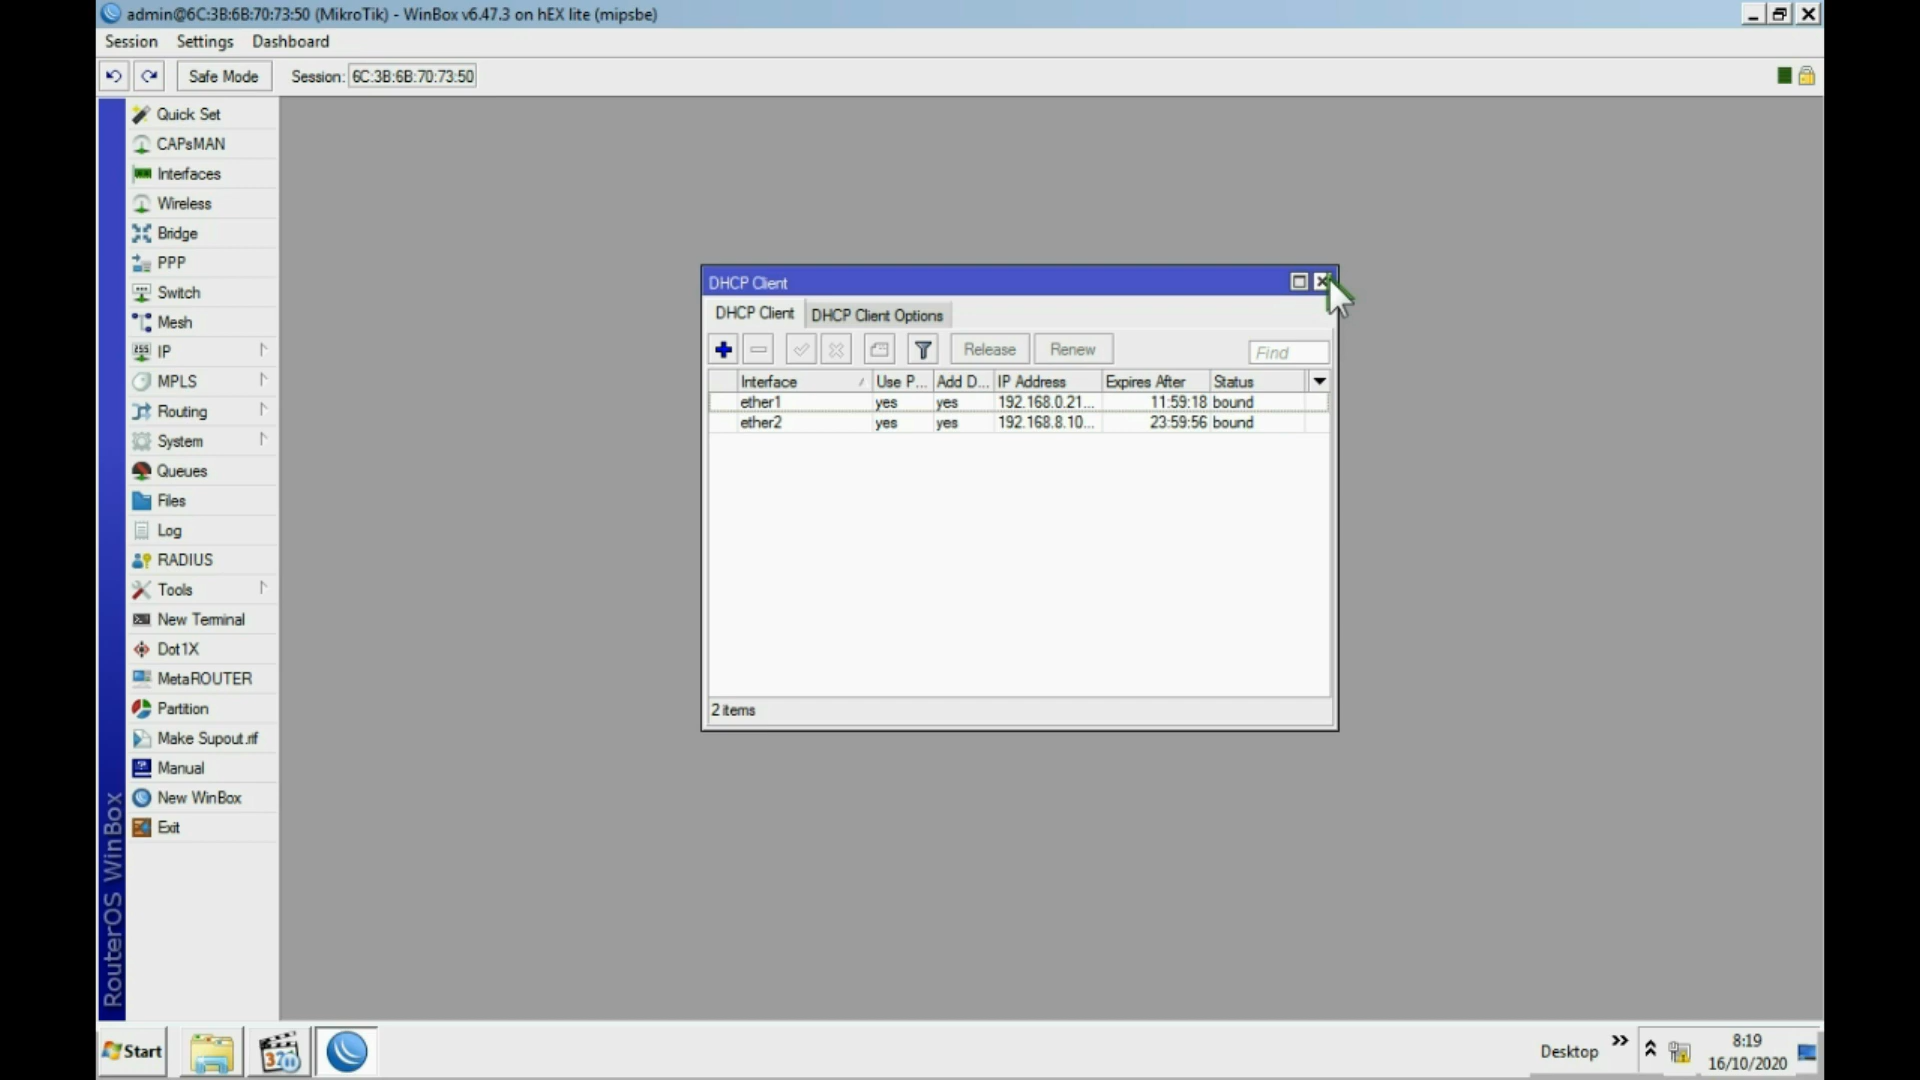 admin@6C:3B:6B:70:73:50 (MikroTik) - WinBox v6.47.3 on hEX lite (mipsbe)
Session Settings Dashboard
Safe Mode Session: 6C:3B:6B:70:73:50
Quick Set
CAPsMAN
Interfaces
Wireless
Bridge
PPP
Switch
Mesh
IP
MPLS
Routing
System
Queues
Files
Log
RADIUS
Tools
New Terminal
Dot1X
MetaROUTER
Partition
Make Supout.rif
Manual
New WinBox
Exit
RouterOS WinBox
DHCP Client
DHCP Client DHCP Client Options
Release Renew Find
Interface Use P... Add D... IP Address Expires After Status
ether1 yes yes 192.168.0.21... 11:59:18 bound
ether2 yes yes 192.168.8.10... 23:59:56 bound
2 items
Start
Desktop
8:19
16/10/2020